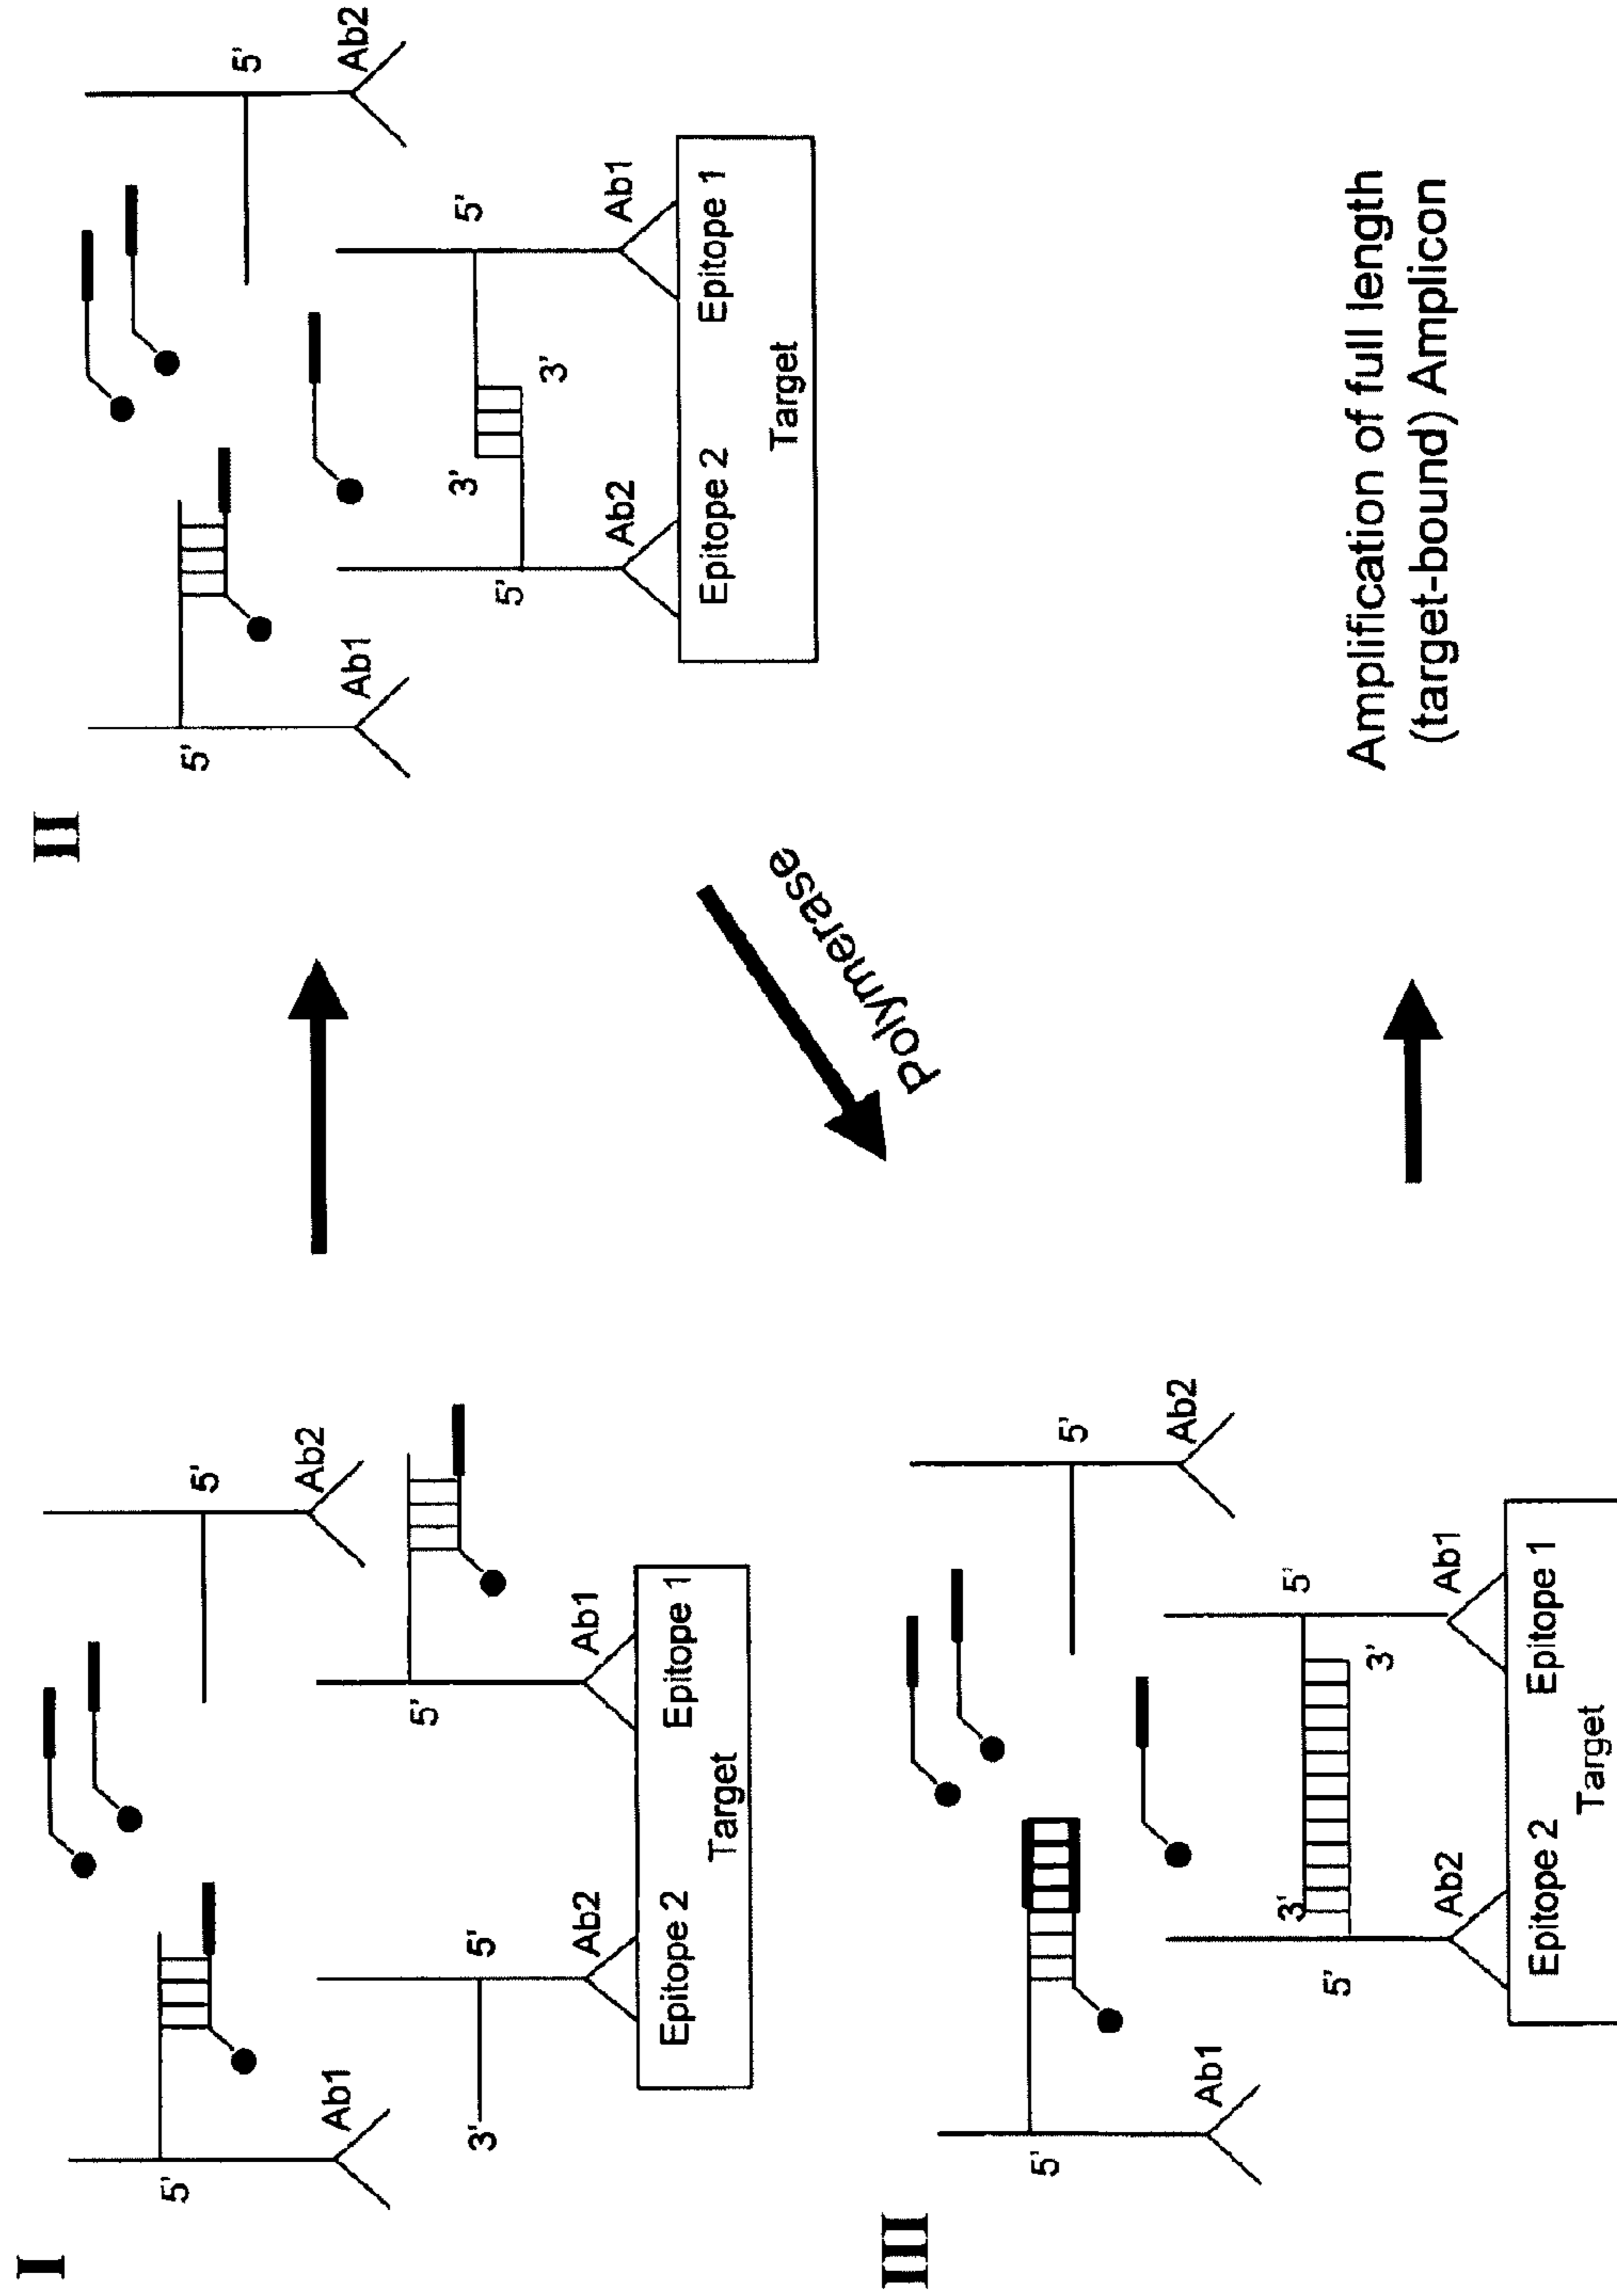 I
5'
Ab1
5'
Ab2
3'
5'
Ab2
5'
Ab1
Epitope 2
Epitope 1
Target
II
5'
Ab1
5'
Ab2
3'
3'
5'
5'
Ab2
Ab1
Epitope 2
Epitope 1
Target
Polymerase
III
5'
Ab1
5'
Ab2
3'
5'
5'
3'
Ab2
Ab1
Epitope 2
Epitope 1
Target
Amplification of full length
(target-bound) Amplicon